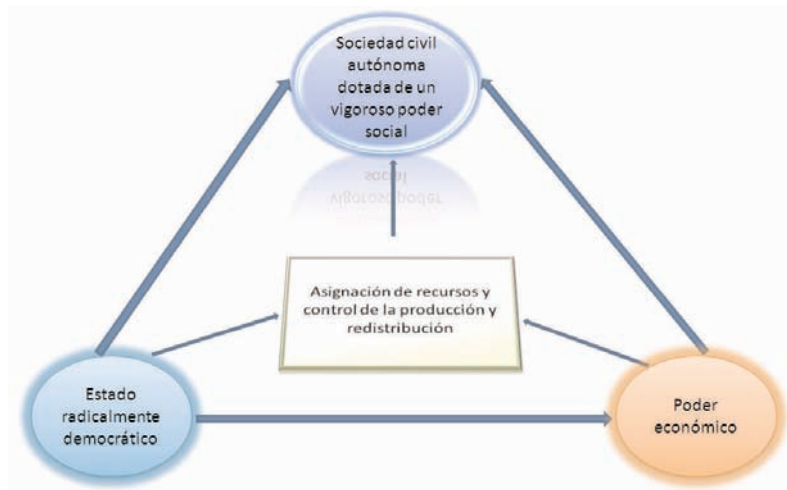 Sociedad civil
autónoma
dotada de un
vigoroso poder
social
Asignación de recursos y
control de la producción y
redistribución
Estado
radicalmente
democrático
Poder
económico